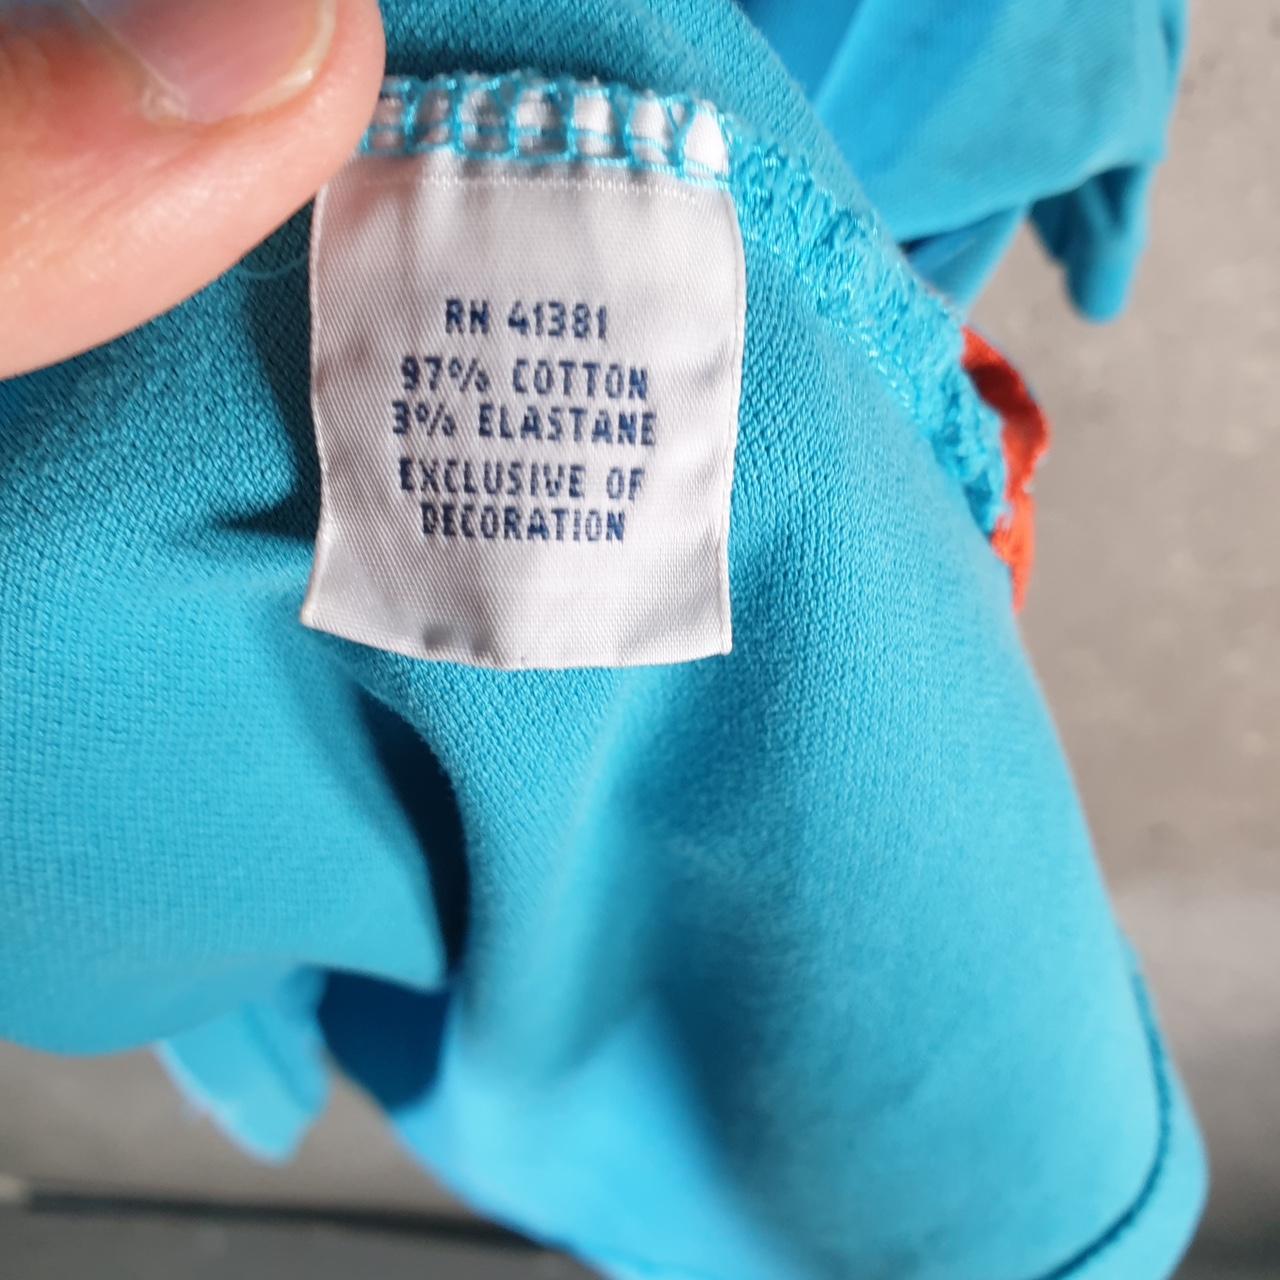 RN 41381
97% COTTON
3% ELASTANE
EXCLUSIVE OF
DECORATION